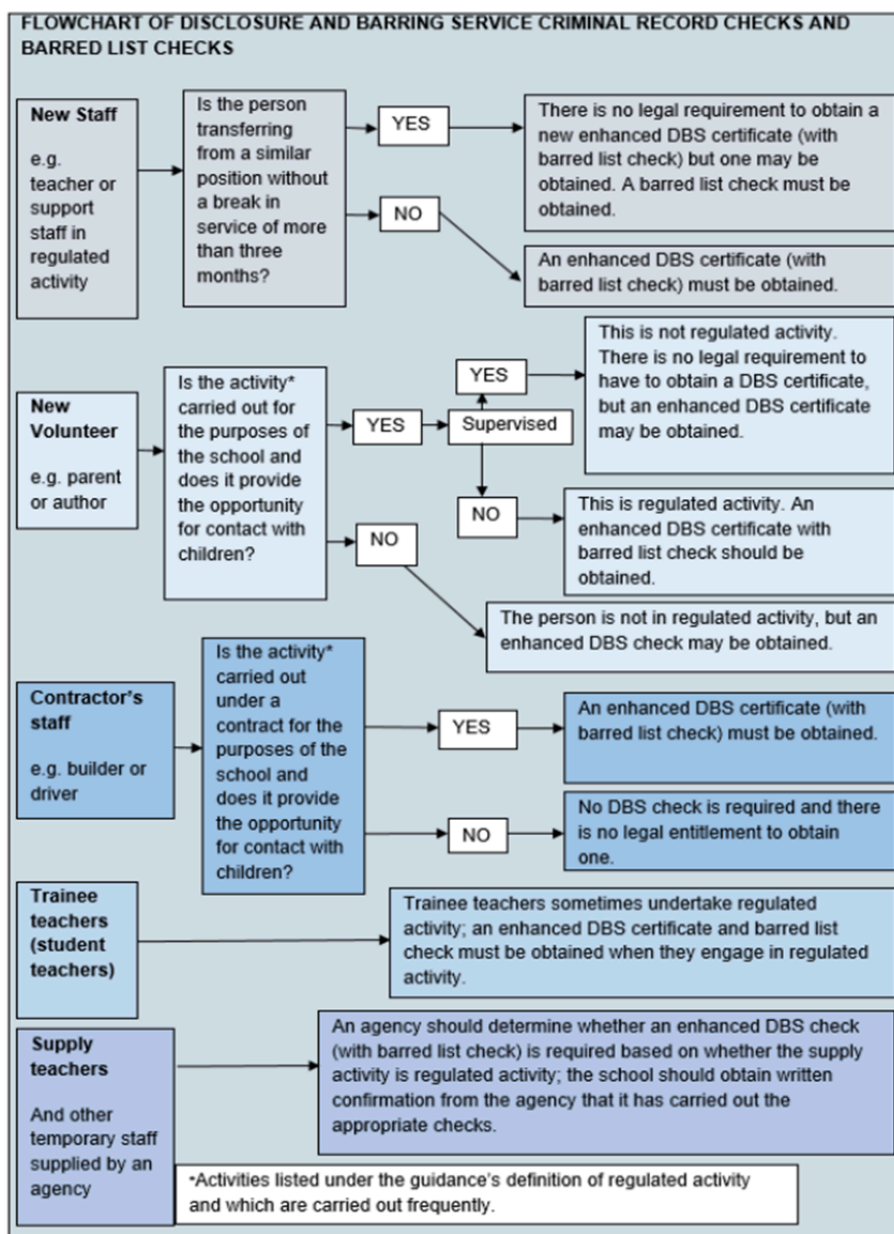 FLOWCHART OF DISCLOSURE AND BARRING SERVICE CRIMINAL RECORD CHECKS AND
BARRED LIST CHECKS
New Staff
e.g.
teacher or
support
staff in
regulated
activity
Is the person
transferring
from a similar
position without
a break in
service of more
than three
months?
YES
There is no legal requirement to obtain a
new enhanced DBS certificate (with
barred list check) but one may be
obtained. A barred list check must be
obtained.
NO
An enhanced DBS certificate (with
barred list check) must be obtained.
New
Volunteer
e.g. parent
or author
Is the activity*
carried out for
the purposes of
the school and
does it provide
the opportunity
for contact with
children?
YES
Supervised
YES
This is not regulated activity.
There is no legal requirement to
have to obtain a DBS certificate,
but an enhanced DBS certificate
may be obtained.
NO
This is regulated activity. An
enhanced DBS certificate with
barred list check should be
obtained.
NO
The person is not in regulated activity, but an
enhanced DBS check may be obtained.
Contractor's
staff
e.g. builder or
driver
Is the activity*
carried out
under a
contract for the
purposes of the
school and
does it provide
the opportunity
for contact with
children?
YES
An enhanced DBS certificate (with
barred list check) must be obtained.
NO
No DBS check is required and there
is no legal entitlement to obtain
one.
Trainee
teachers
(student
teachers)
Trainee teachers sometimes undertake regulated
activity; an enhanced DBS certificate and barred list
check must be obtained when they engage in regulated
activity.
Supply
teachers
And other
temporary staff
supplied by an
agency
An agency should determine whether an enhanced DBS check
(with barred list check) is required based on whether the supply
activity is regulated activity; the school should obtain written
confirmation from the agency that it has carried out the
appropriate checks.
*Activities listed under the guidance's definition of regulated activity
and which are carried out frequently.